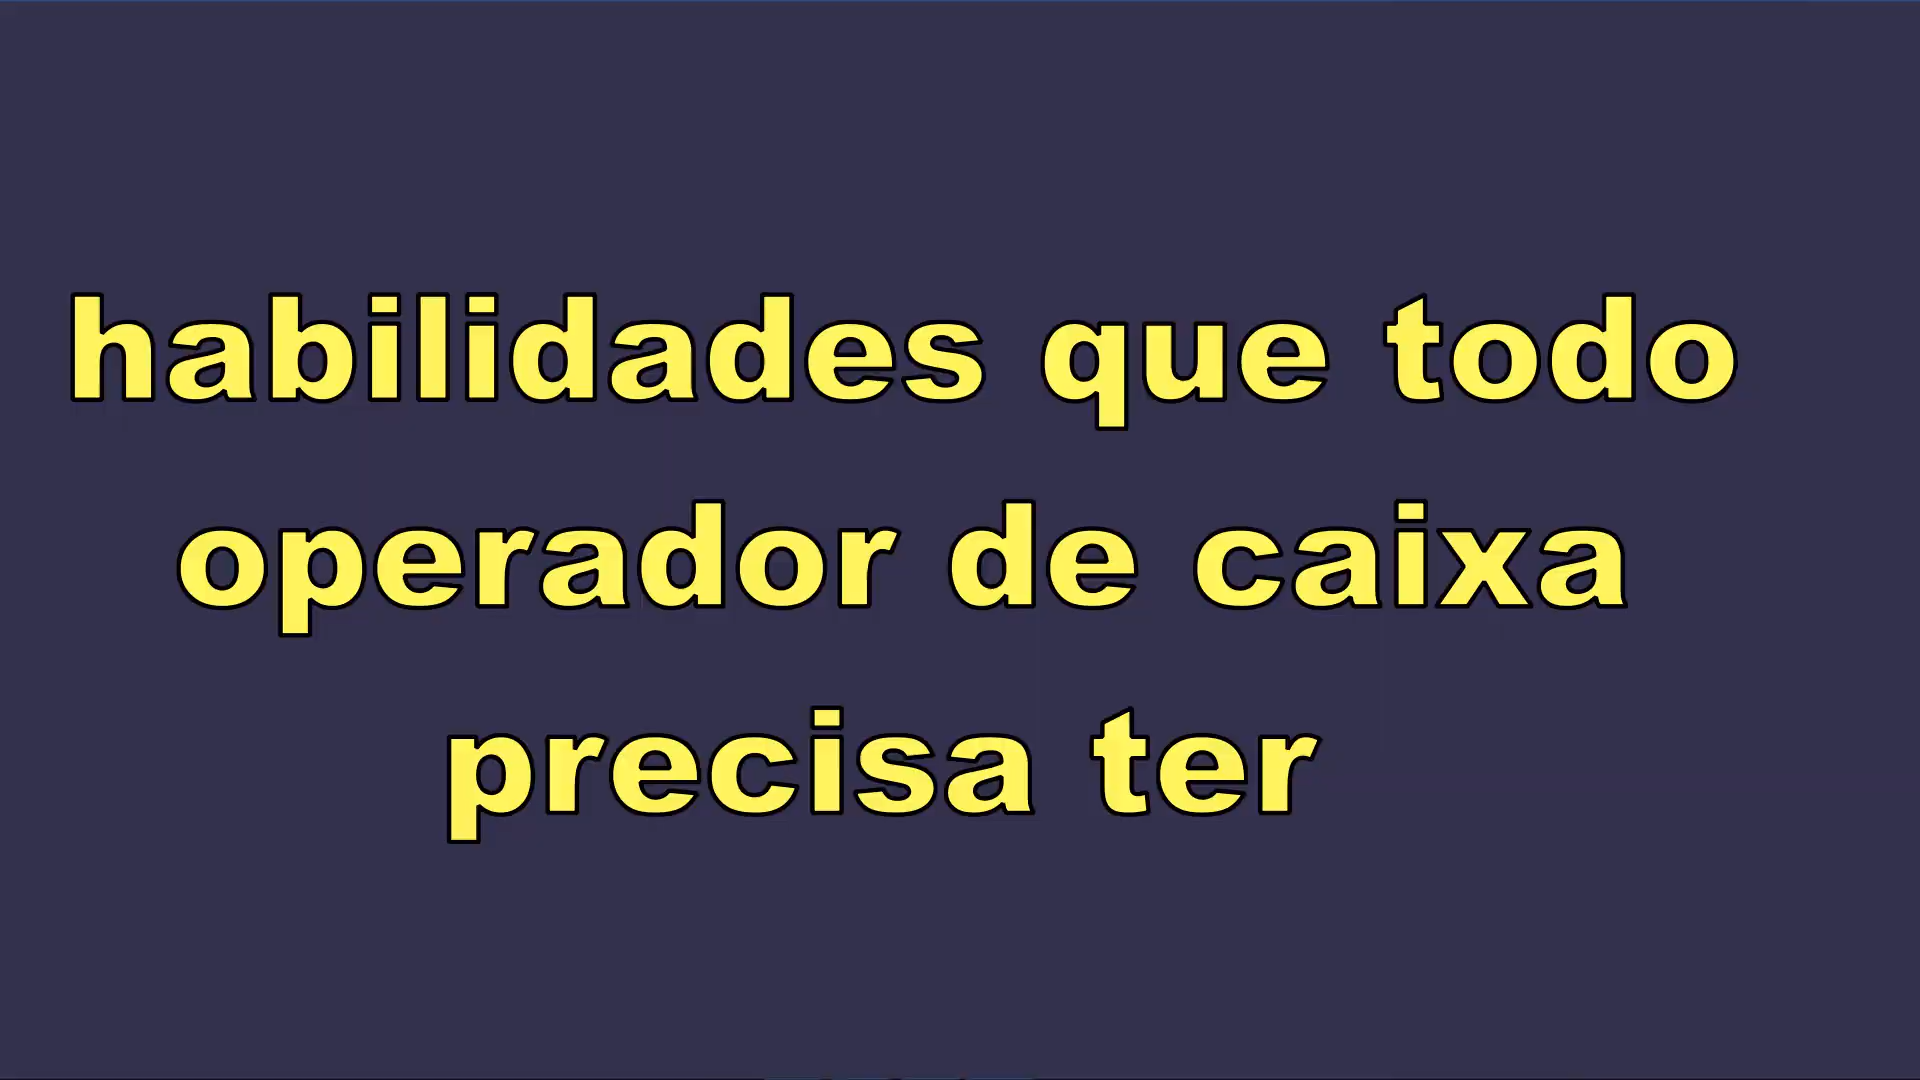 habilidades que todo
operador de caixa
precisa ter